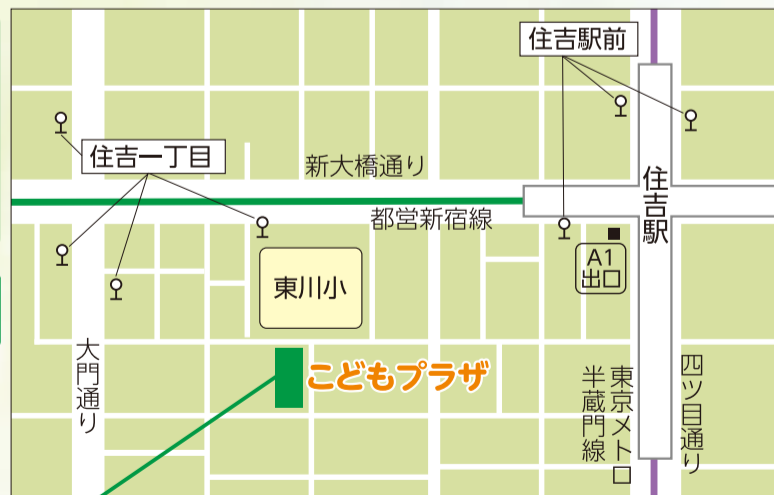 住吉駅前
住吉一丁目
新大橋通り
住吉駅
都営新宿線
A1
出口
東川小
大門通り
こどもプラザ
四ツ目通り
東京メトロ
半蔵門線